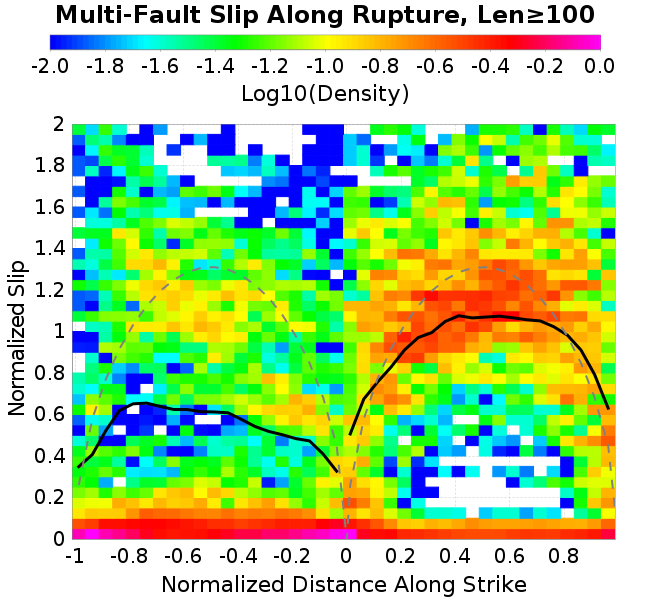 Multi-Fault Slip Along Rupture, Len≥100
-2.0 -1.8 -1.6 -1.4 -1.2 -1.0 -0.8 -0.6 -0.4 -0.2 0.0
Log10(Density)
2
1.8
1.6
1.4
1.2
1
0.8
0.6
0.4
0.2
0
Normalized Slip
-1 -0.8 -0.6 -0.4 -0.2 0 0.2 0.4 0.6 0.8
Normalized Distance Along Strike